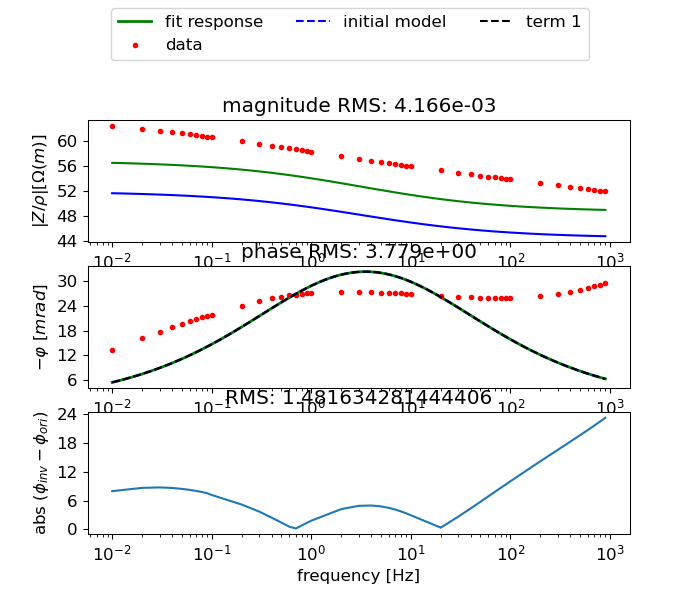 fit response initial model term 1
data
magnitude RMS: 4.166e-03
|Z/ρ|[Ω(m)]
60
56
52
48
44
10⁻² 10⁻¹ 10⁰ 10¹ 10² 10³
phase RMS: 3.779e+00
−φ [mrad]
30
24
18
12
6
10⁻² 10⁻¹ 10⁰ 10¹ 10² 10³
RMS: 1.481634281444406
abs (ϕ_inv − ϕ_ori)
24
18
12
6
0
10⁻² 10⁻¹ 10⁰ 10¹ 10² 10³
frequency [Hz]